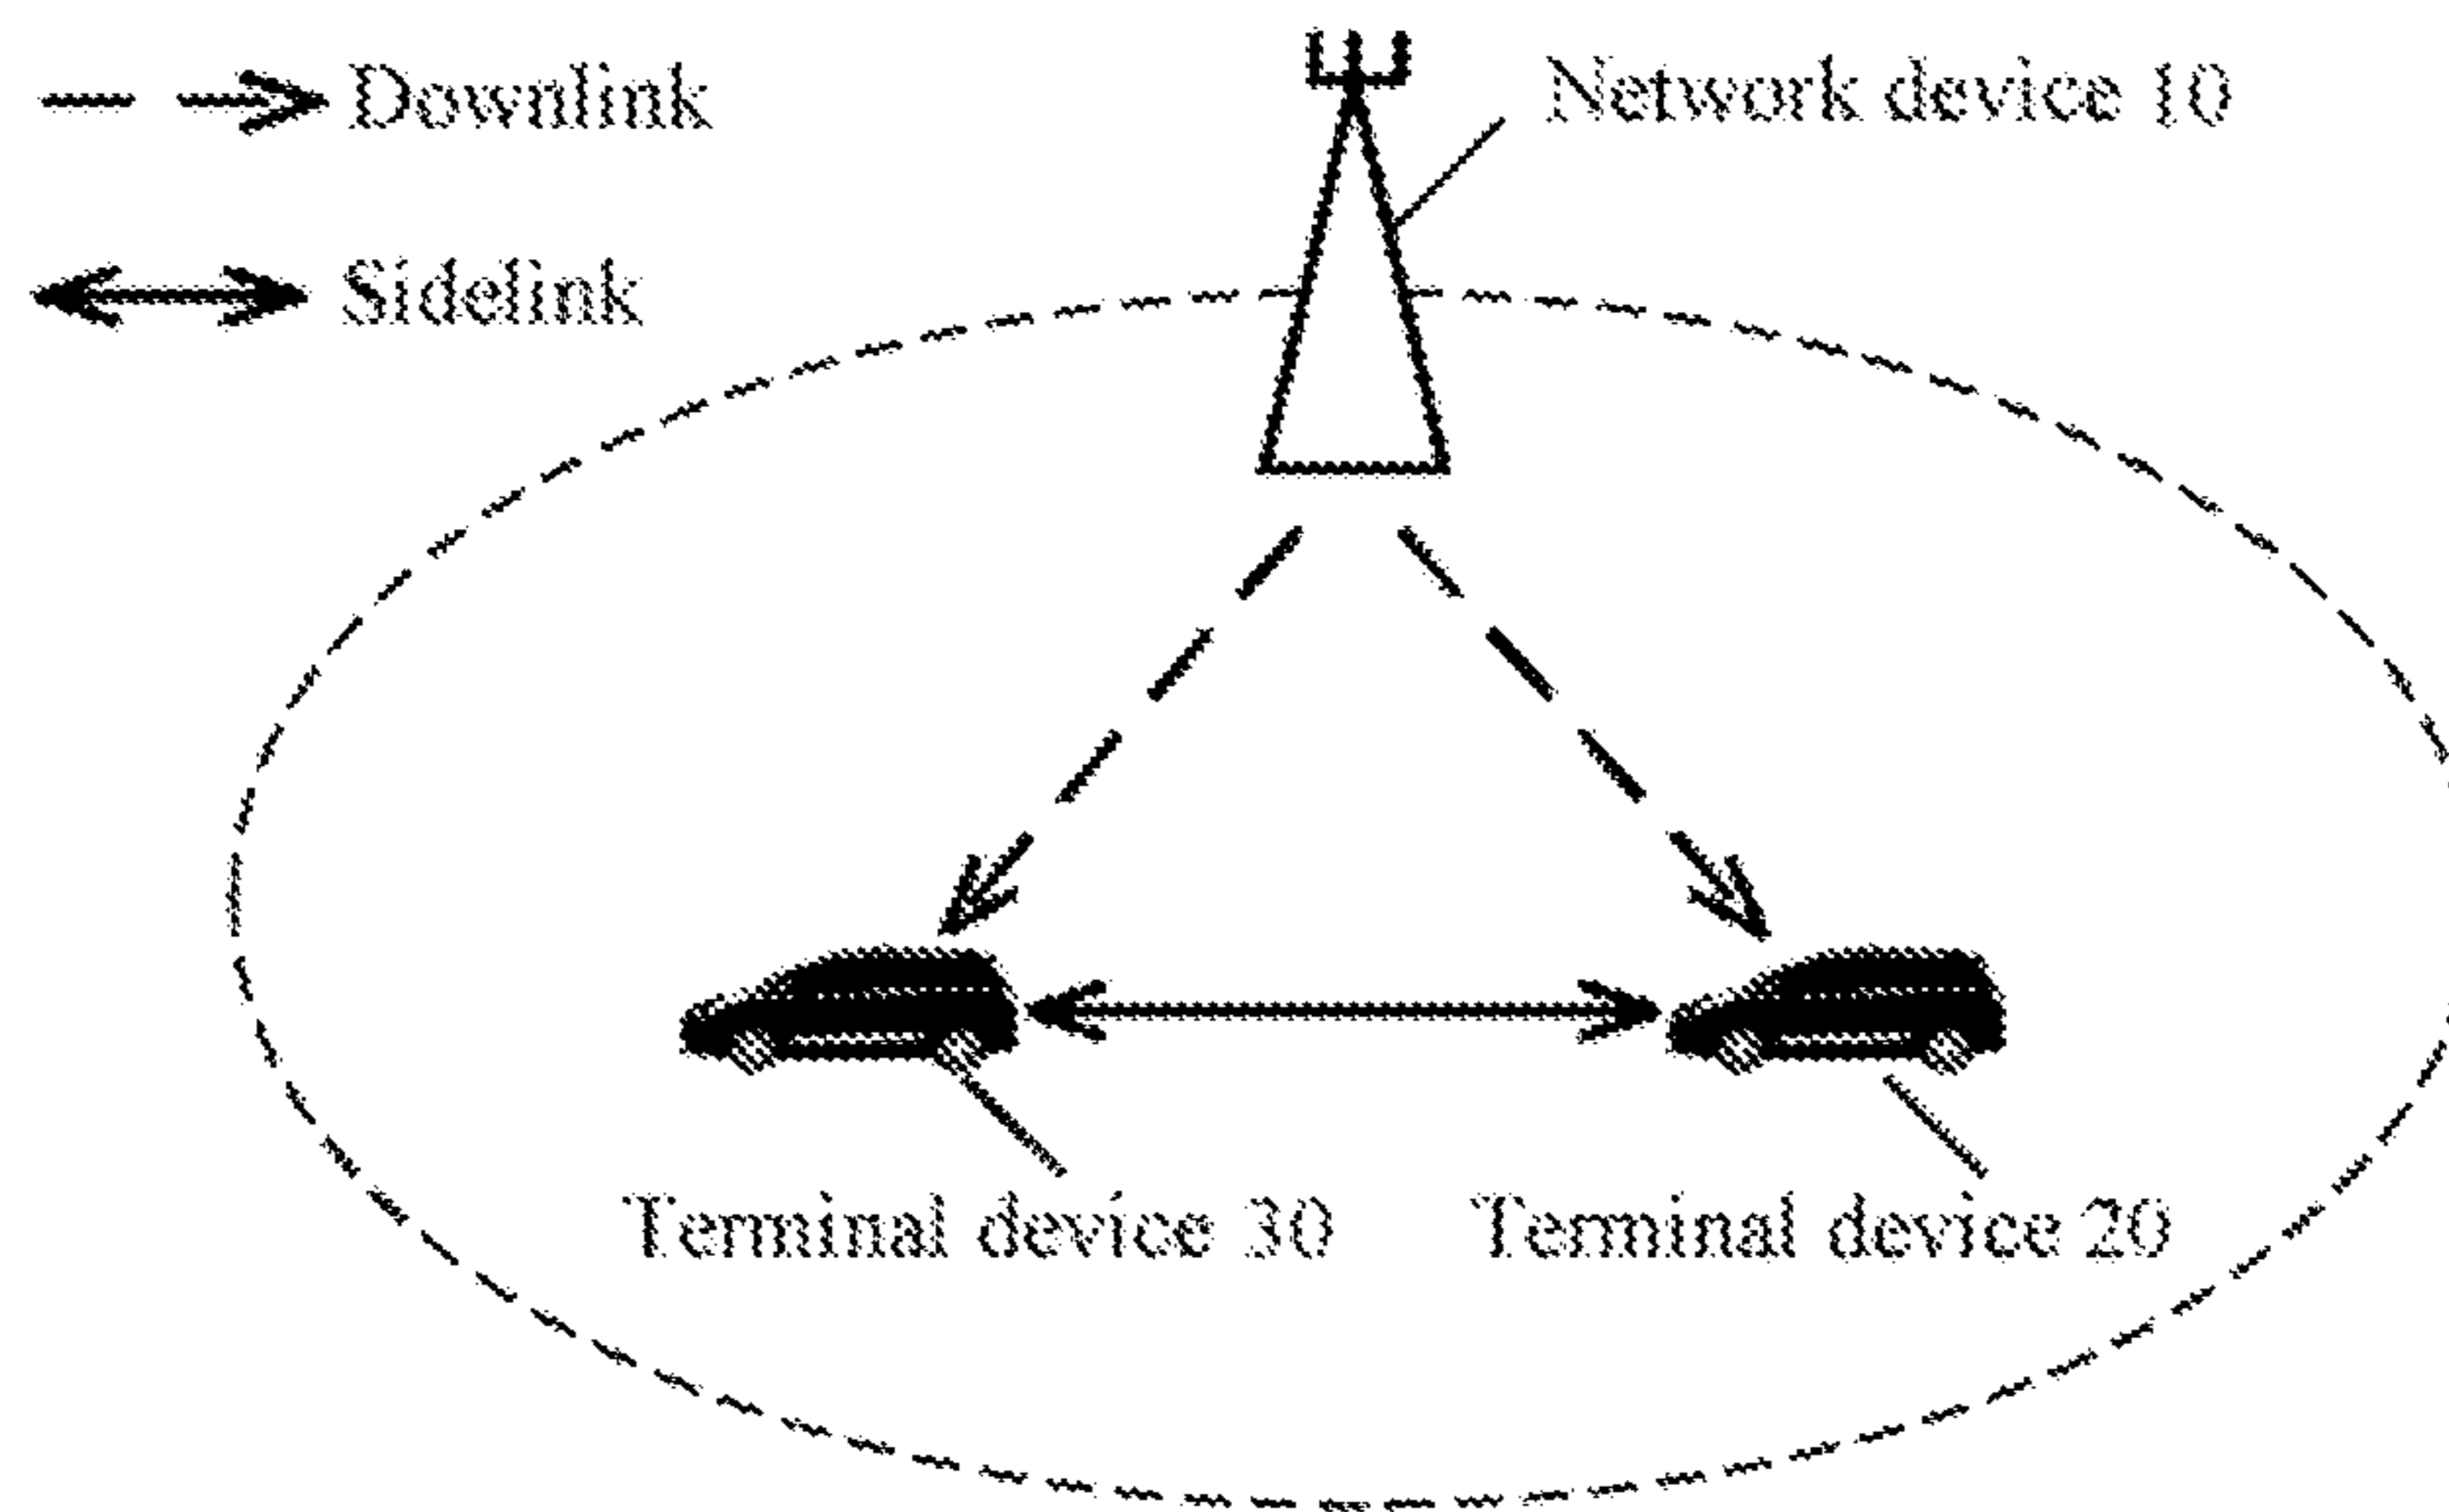 Downlink
Network device 10
Sidelink
Terminal device 30
Terminal device 20